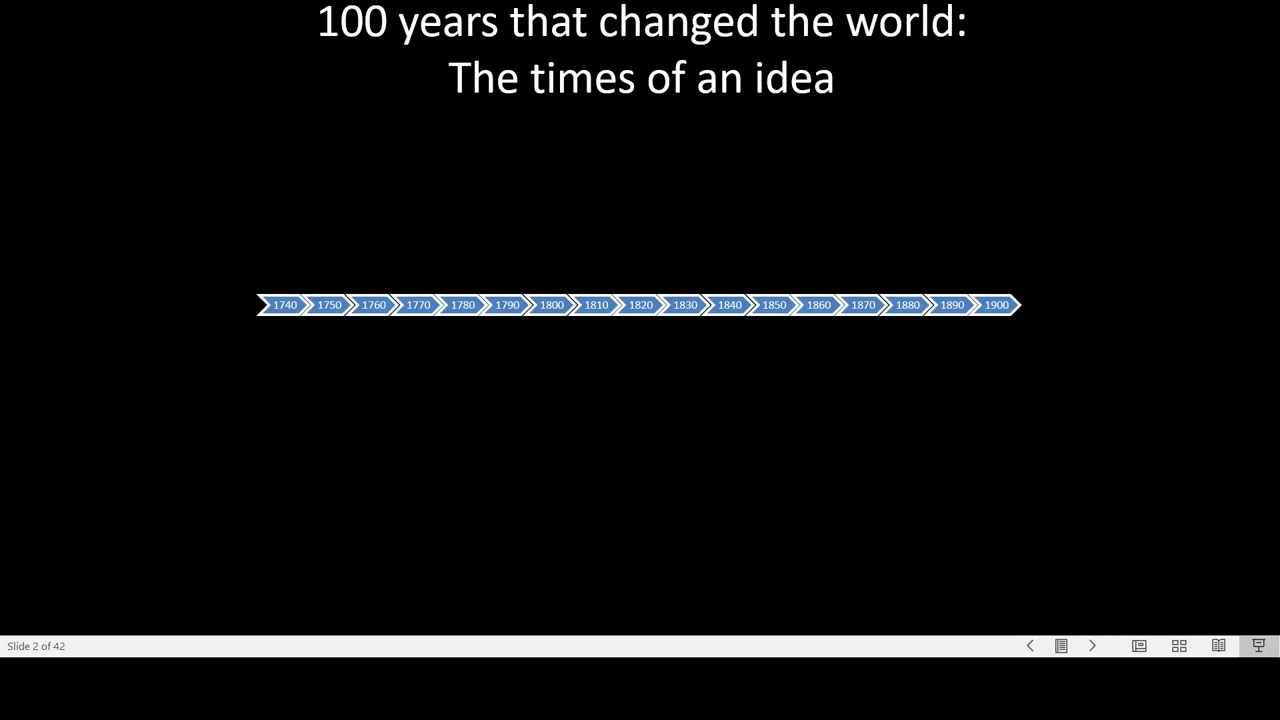 100 years that changed the world:
The times of an idea
1740 1750 1760 1770 1780 1790 1800 1810 1820 1830 1840 1850 1860 1870 1880 1890 1900
Slide 2 of 42